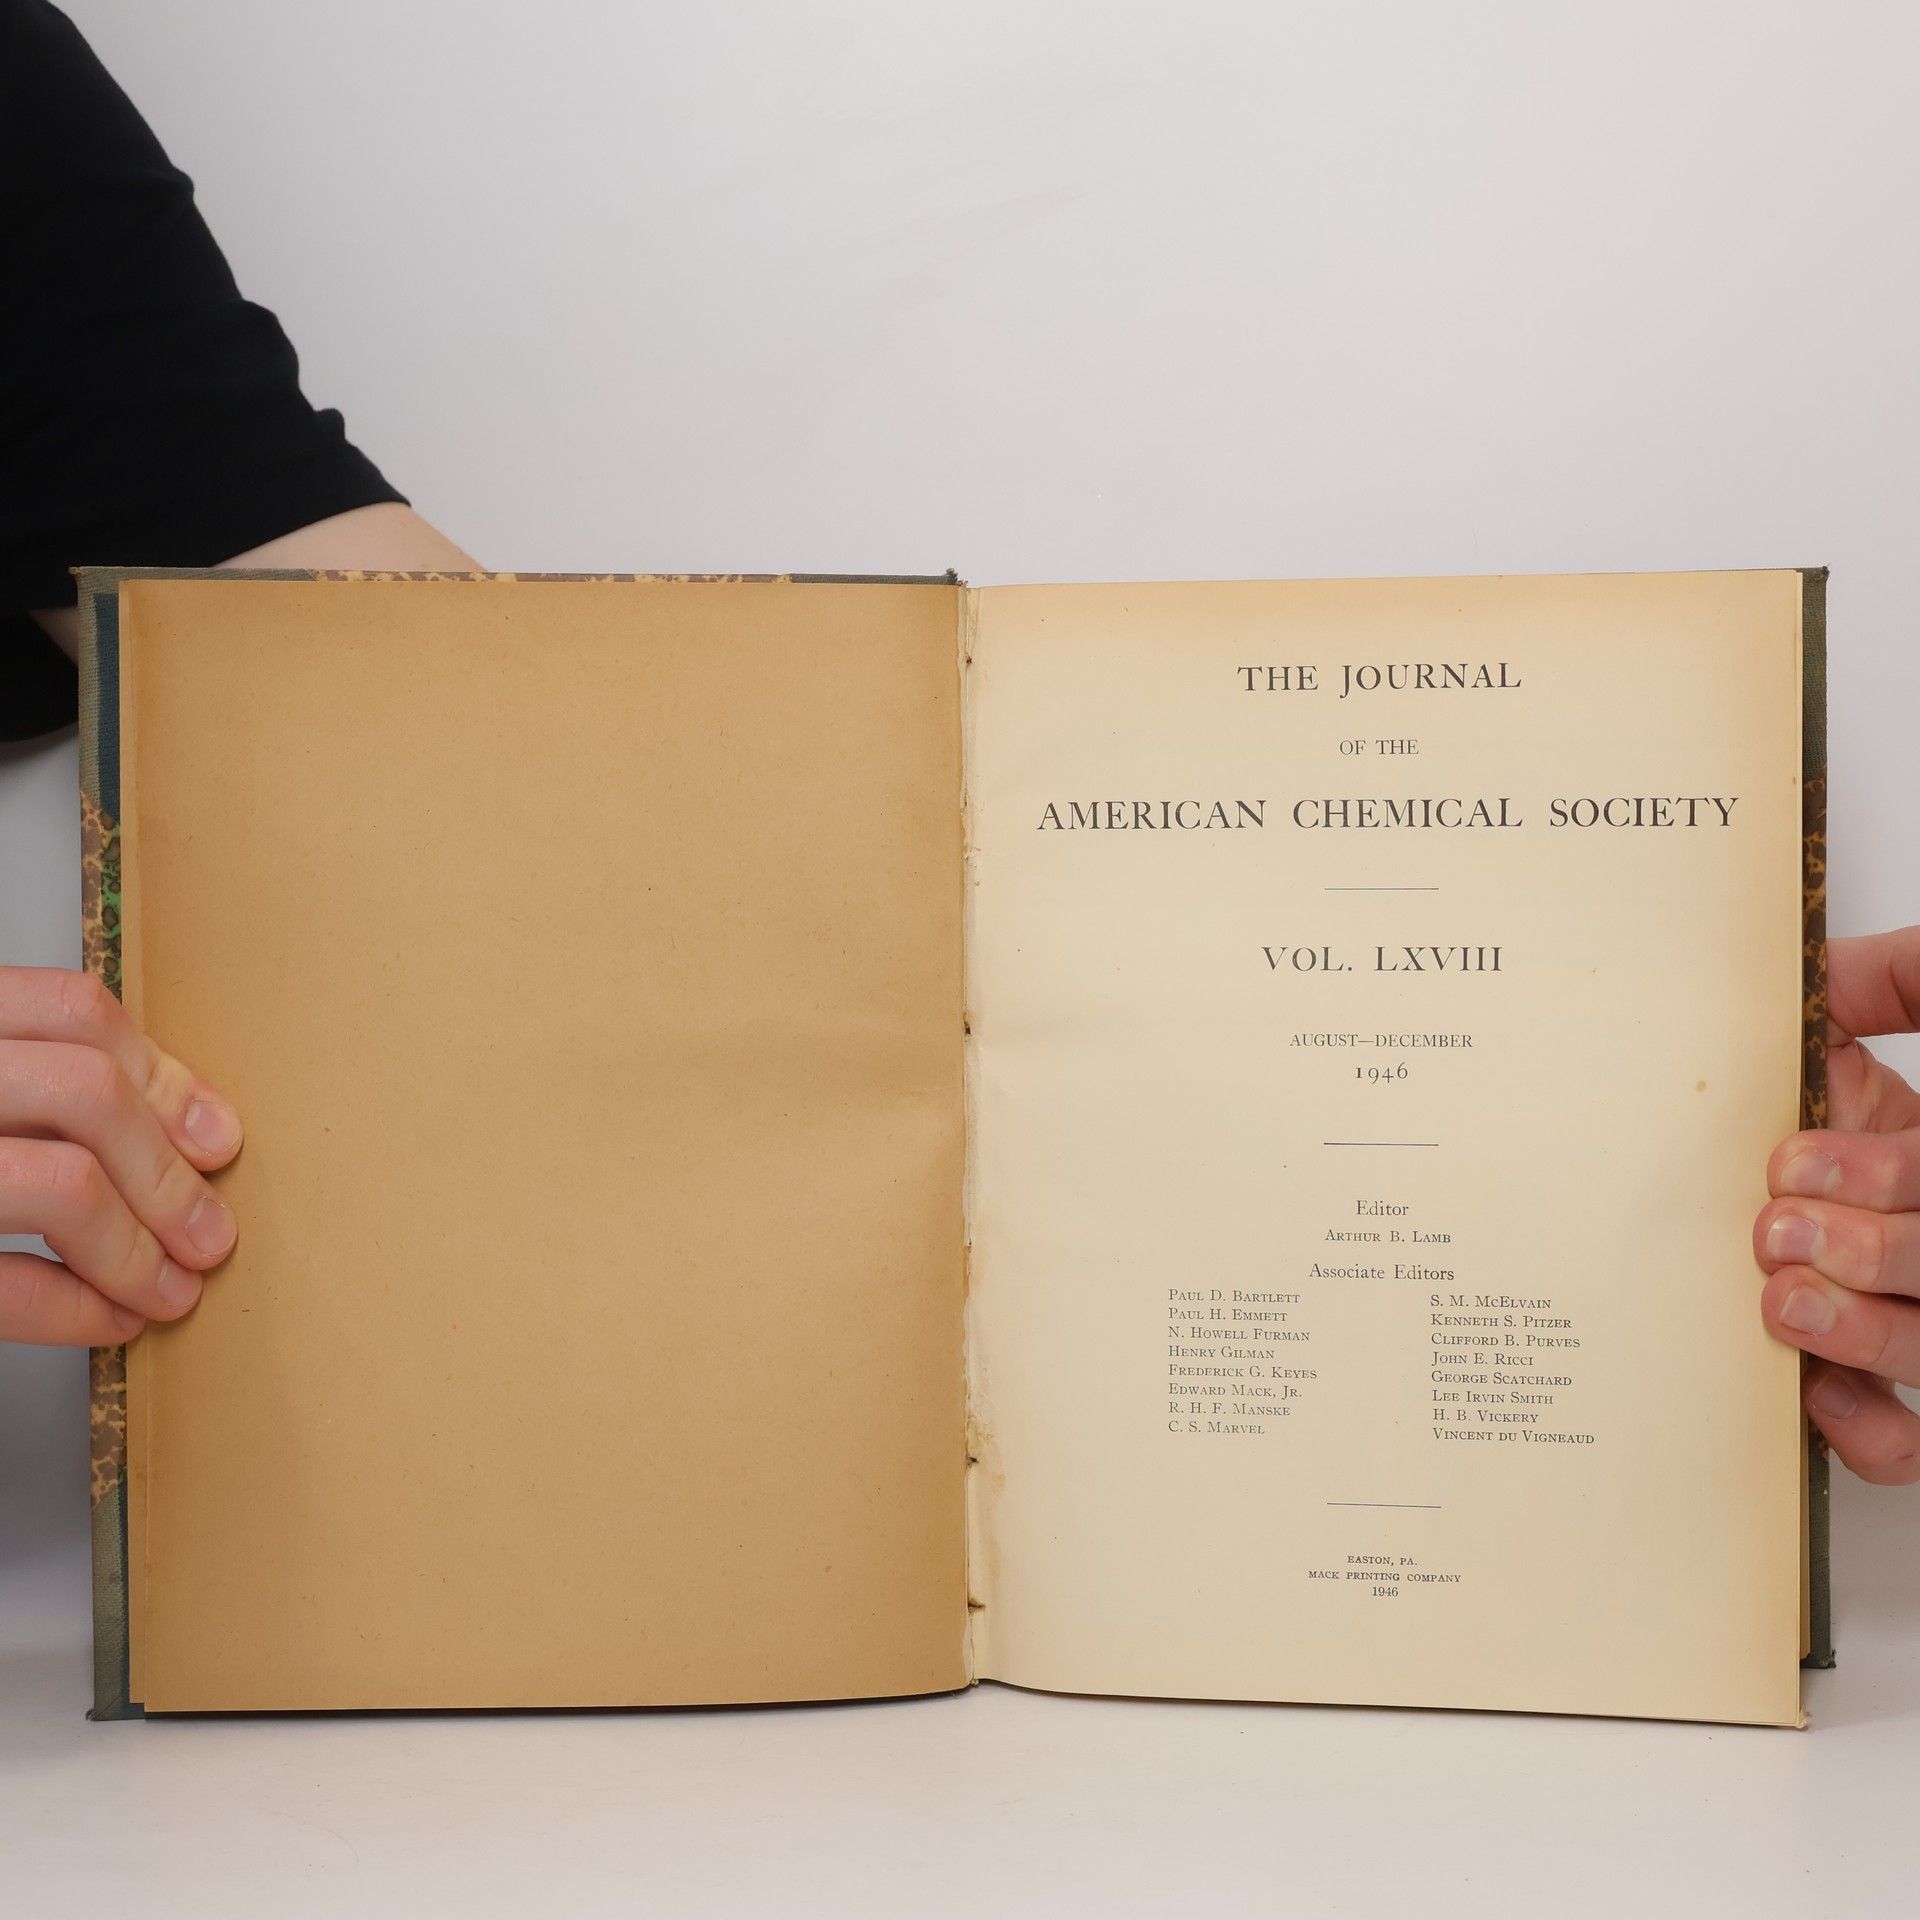 THE JOURNAL
OF THE
AMERICAN CHEMICAL SOCIETY
VOL. LXVIII
AUGUST—DECEMBER
1946
Editor
ARTHUR B. LAMB
Associate Editors
PAUL D. BARTLETT
PAUL H. EMMETT
N. HOWELL FURMAN
HENRY GILMAN
FREDERICK G. KEYES
EDWARD MACK, JR.
R. H. F. MANSKE
C. S. MARVEL
S. M. MCELVAIN
KENNETH S. PITZER
CLIFFORD B. PURVES
JOHN E. RICCI
GEORGE SCATCHARD
LEE IRVIN SMITH
H. B. VICKERY
VINCENT DU VIGNEAUD
EASTON, PA.
MACK PRINTING COMPANY
1946